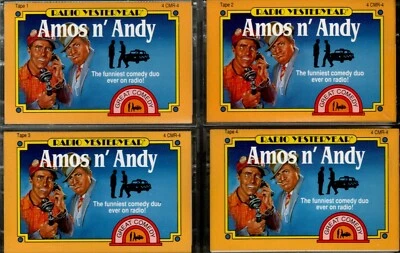 Tape 1
4 CMR-4
RADIO YESTERYEAR
Amos n' Andy
The funniest comedy duo
ever on radio!
GREAT COMEDY
Tape 2
4 CMR-4
RADIO YESTERYEAR
Amos n' Andy
The funniest comedy duo
ever on radio!
GREAT COMEDY
Tape 3
4 CMR-4
RADIO YESTERYEAR
Amos n' Andy
The funniest comedy duo
ever on radio!
GREAT COMEDY
Tape 4
4 CMR-4
RADIO YESTERYEAR
Amos n' Andy
The funniest comedy duo
ever on radio!
GREAT COMEDY